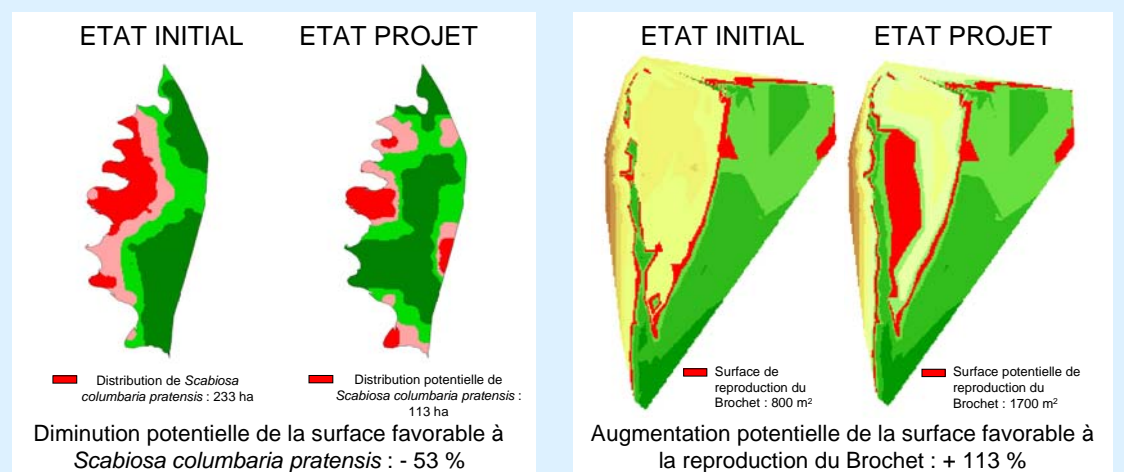 ETAT INITIAL
ETAT PROJET
Distribution de Scabiosa
columbaria pratensis : 233 ha
Distribution potentielle de
Scabiosa columbaria pratensis :
113 ha
Diminution potentielle de la surface favorable à
Scabiosa columbaria pratensis : - 53 %
ETAT INITIAL
ETAT PROJET
Surface de
reproduction du
Brochet : 800 m²
Surface potentielle de
reproduction du
Brochet : 1700 m²
Augmentation potentielle de la surface favorable à
la reproduction du Brochet : + 113 %